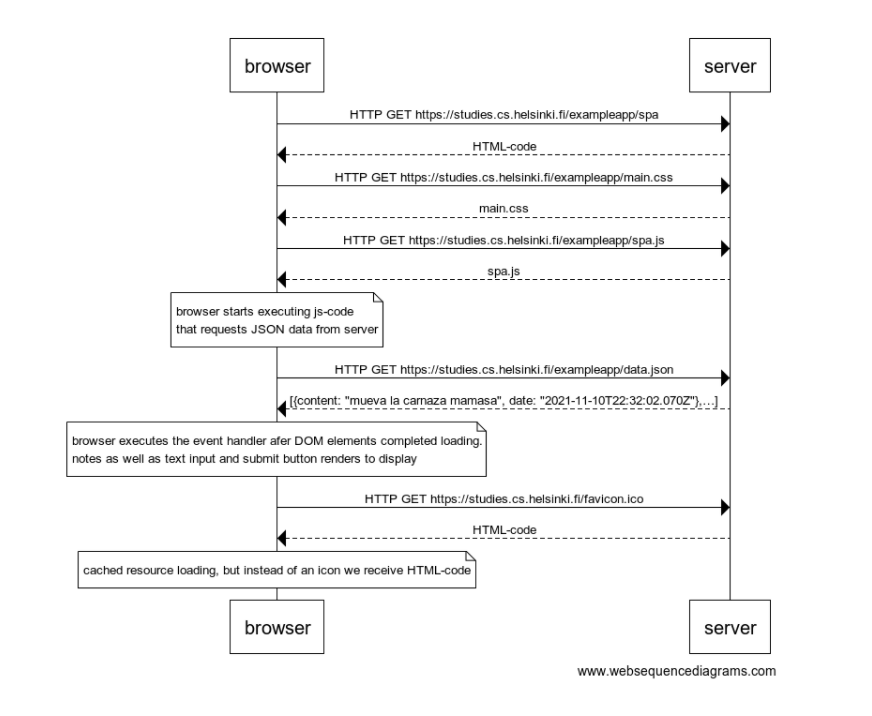 browser
server
HTTP GET https://studies.cs.helsinki.fi/exampleapp/spa
HTML-code
HTTP GET https://studies.cs.helsinki.fi/exampleapp/main.css
main.css
HTTP GET https://studies.cs.helsinki.fi/exampleapp/spa.js
spa.js
browser starts executing js-code
that requests JSON data from server
HTTP GET https://studies.cs.helsinki.fi/exampleapp/data.json
[{content: "mueva la carnaza mamasa", date: "2021-11-10T22:32:02.070Z"},…]
browser executes the event handler afer DOM elements completed loading.
notes as well as text input and submit button renders to display
HTTP GET https://studies.cs.helsinki.fi/favicon.ico
HTML-code
cached resource loading, but instead of an icon we receive HTML-code
browser
server
www.websequencediagrams.com